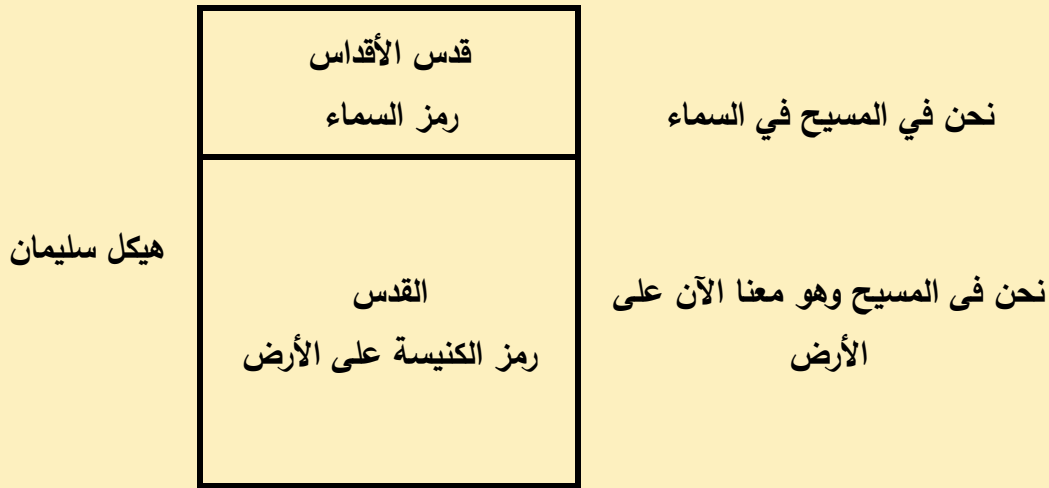 نحن في المسيح في السماء
نحن فى المسيح وهو معنا الآن على
الأرض
قدس الأقداس
رمز السماء
القدس
رمز الكنيسة على الأرض
هيكل سليمان